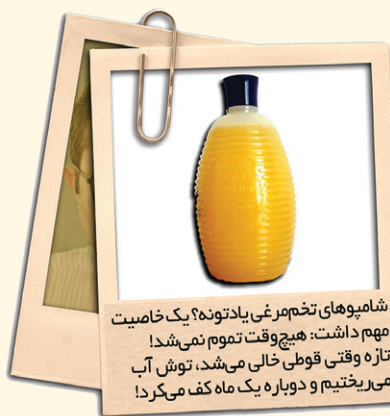 شامپوهای تخم‌مرغی یادتونه؟ یک خاصیت
مهم داشت: هیچ‌وقت تموم نمی‌شد!
تازه وقتی قوطی خالی می‌شد، توش آب
می‌ریختیم و دوباره یک ماه کف می‌کرد!